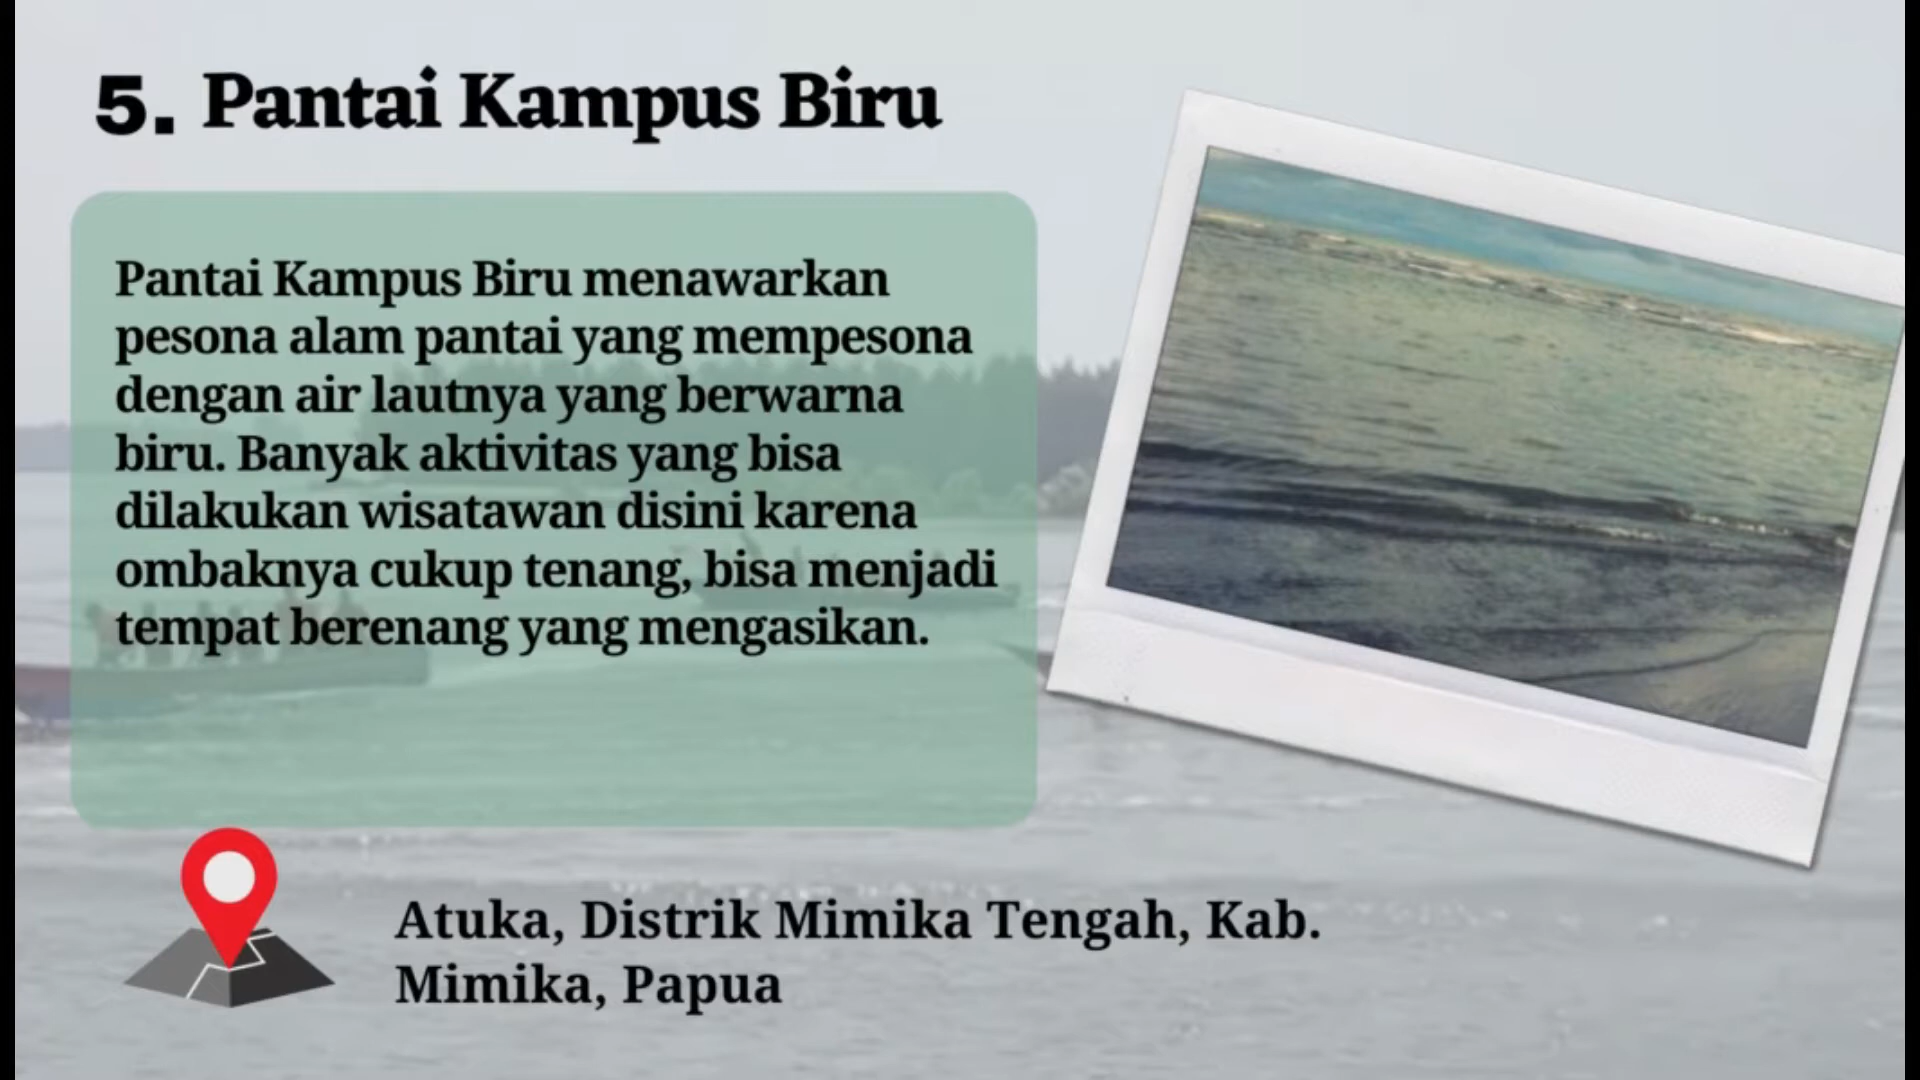 5. Pantai Kampus Biru
Pantai Kampus Biru menawarkan
pesona alam pantai yang mempesona
dengan air lautnya yang berwarna
biru. Banyak aktivitas yang bisa
dilakukan wisatawan disini karena
ombaknya cukup tenang, bisa menjadi
tempat berenang yang mengasikan.
Atuka, Distrik Mimika Tengah, Kab.
Mimika, Papua